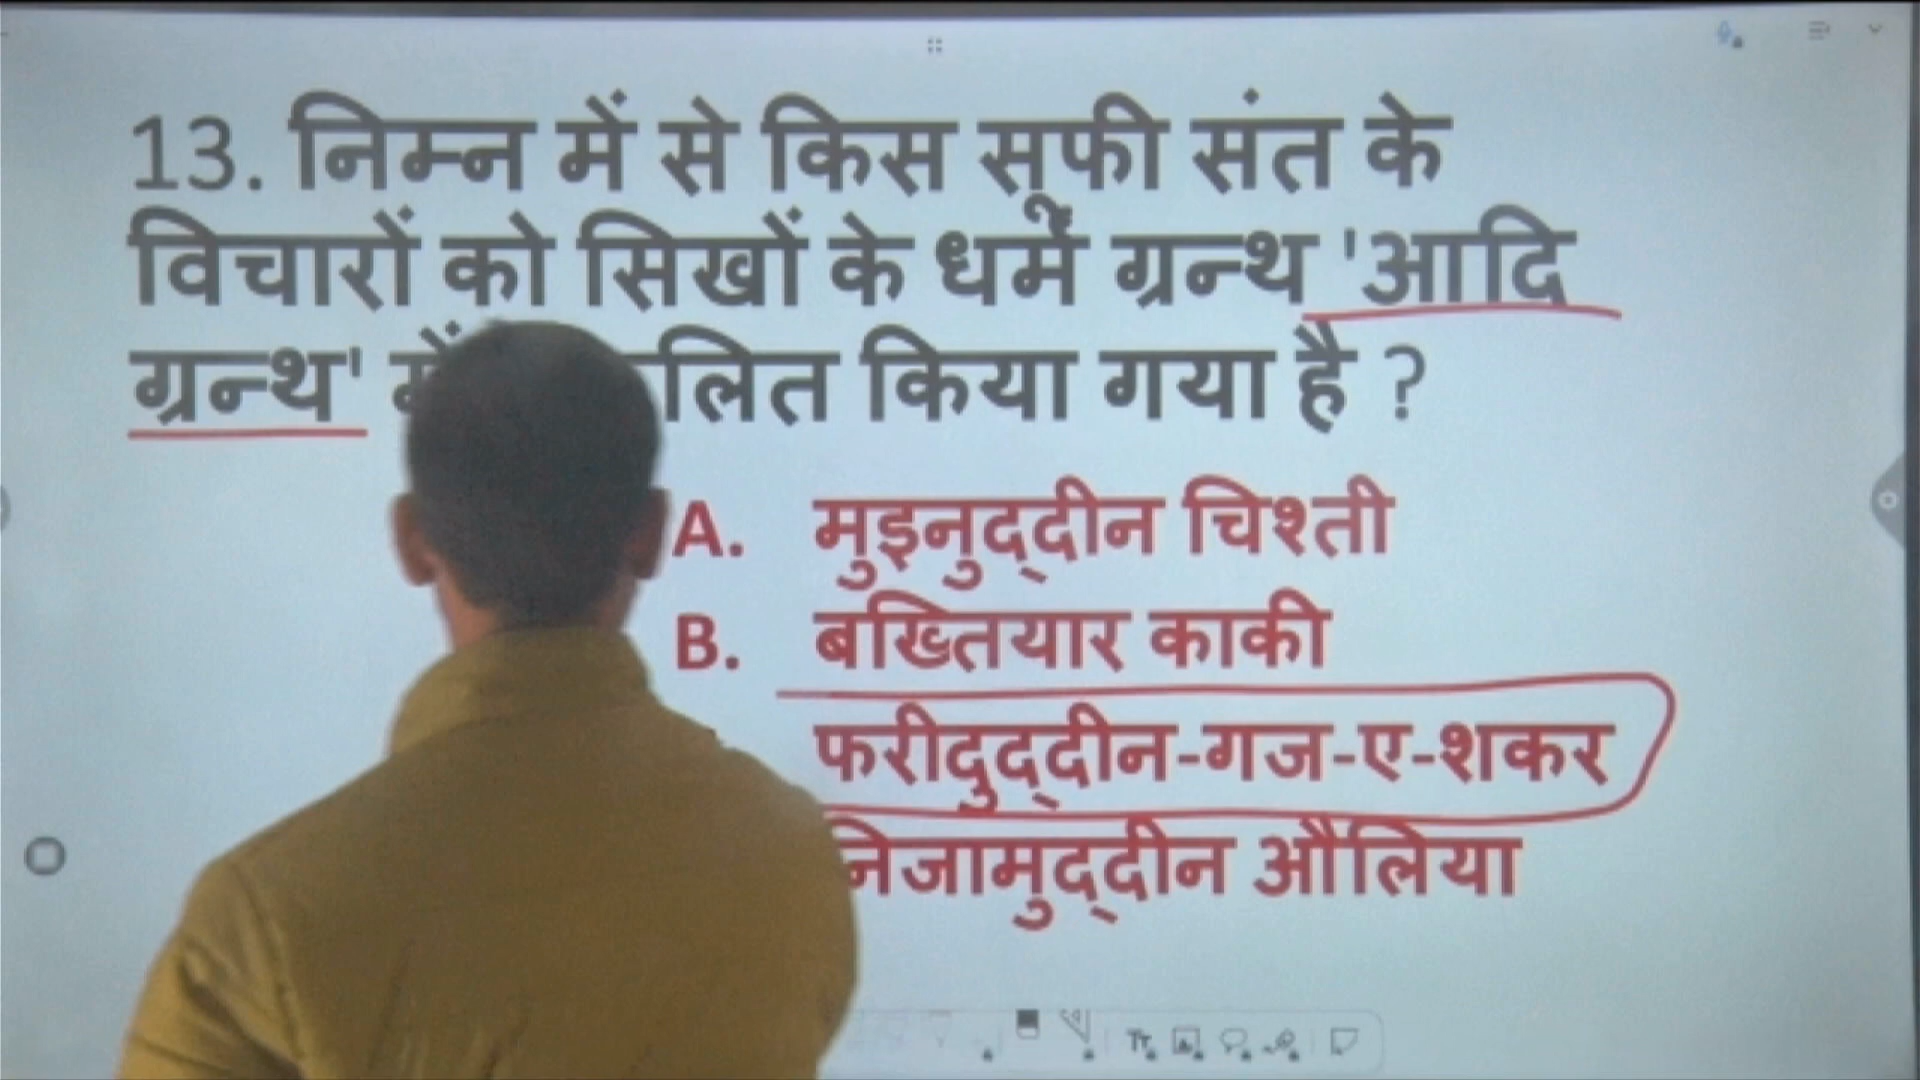 13. निम्न में से किस सूफी संत के
विचारों को सिखों के धर्म ग्रन्थ 'आदि
ग्रन्थ' में किया गया है ?
A. मुइनुद्दीन चिश्ती
B. बख्तियार काकी
फरीदुद्दीन-गज-ए-शकर
निजामुद्दीन औलिया